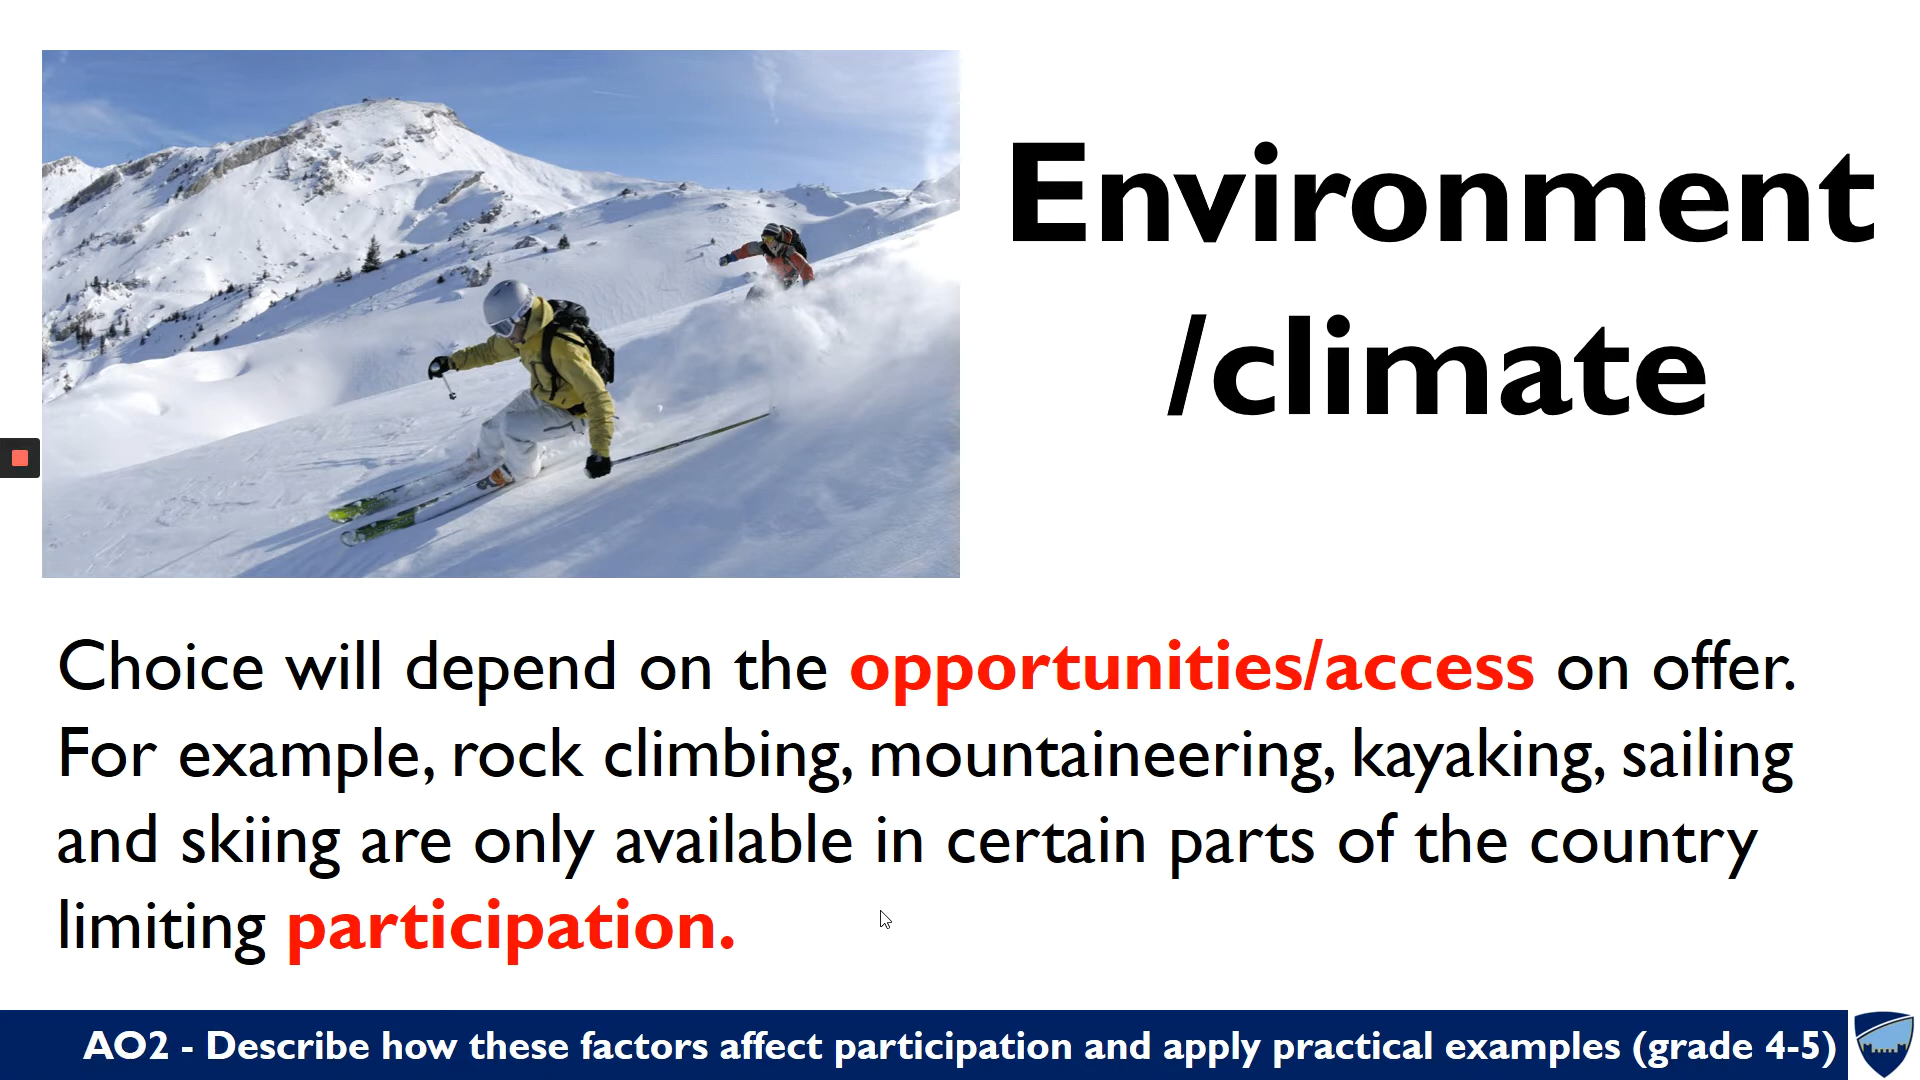 Environment
/climate
Choice will depend on the opportunities/access on offer.
For example, rock climbing, mountaineering, kayaking, sailing
and skiing are only available in certain parts of the country
limiting participation.
AO2 - Describe how these factors affect participation and apply practical examples (grade 4-5)